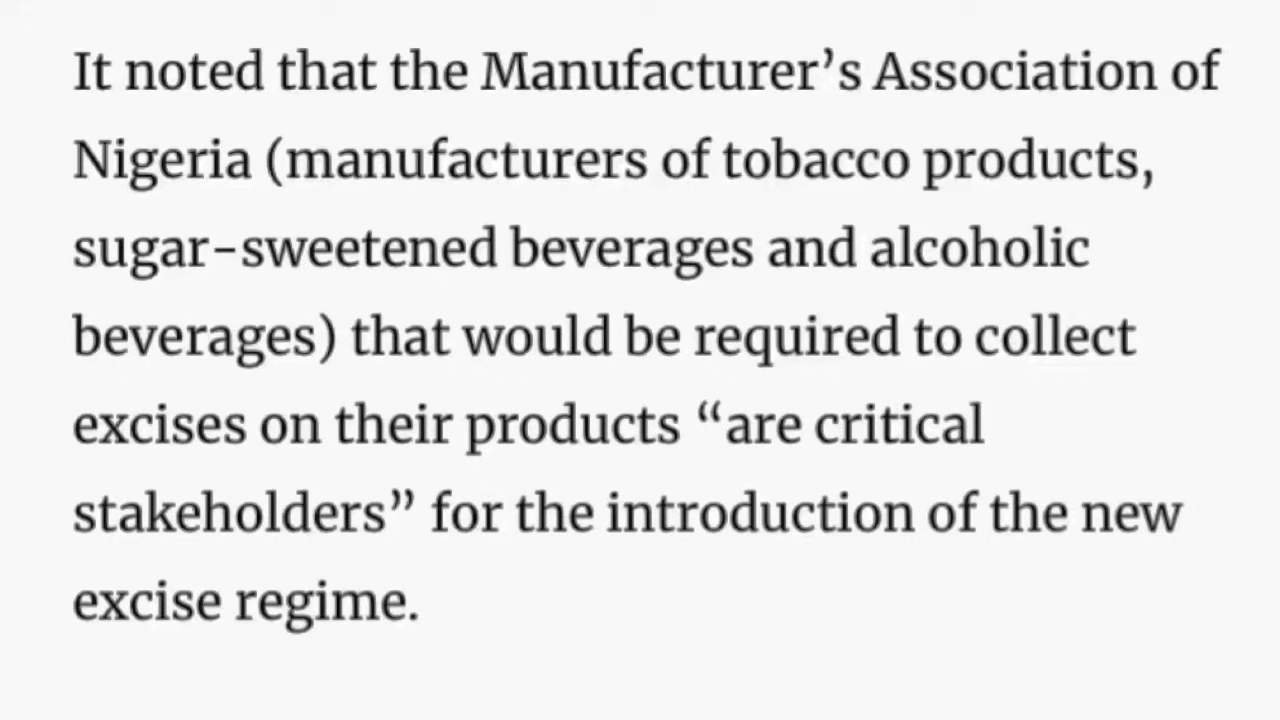 It noted that the Manufacturer’s Association of
Nigeria (manufacturers of tobacco products,
sugar-sweetened beverages and alcoholic
beverages) that would be required to collect
excises on their products “are critical
stakeholders” for the introduction of the new
excise regime.